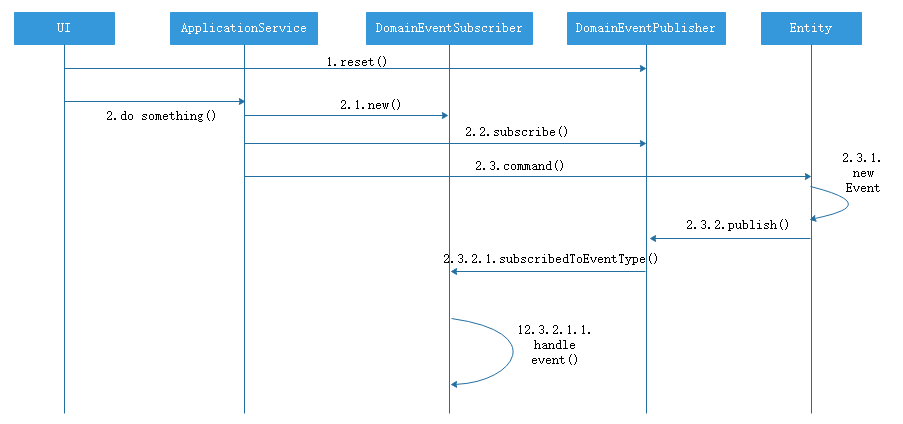 UI
ApplicationService
DomainEventSubscriber
DomainEventPublisher
Entity
1.reset()
2.do something()
2.1.new()
2.2.subscribe()
2.3.command()
2.3.1.
new
Event
2.3.2.publish()
2.3.2.1.subscribedToEventType()
12.3.2.1.1.
handle
event()